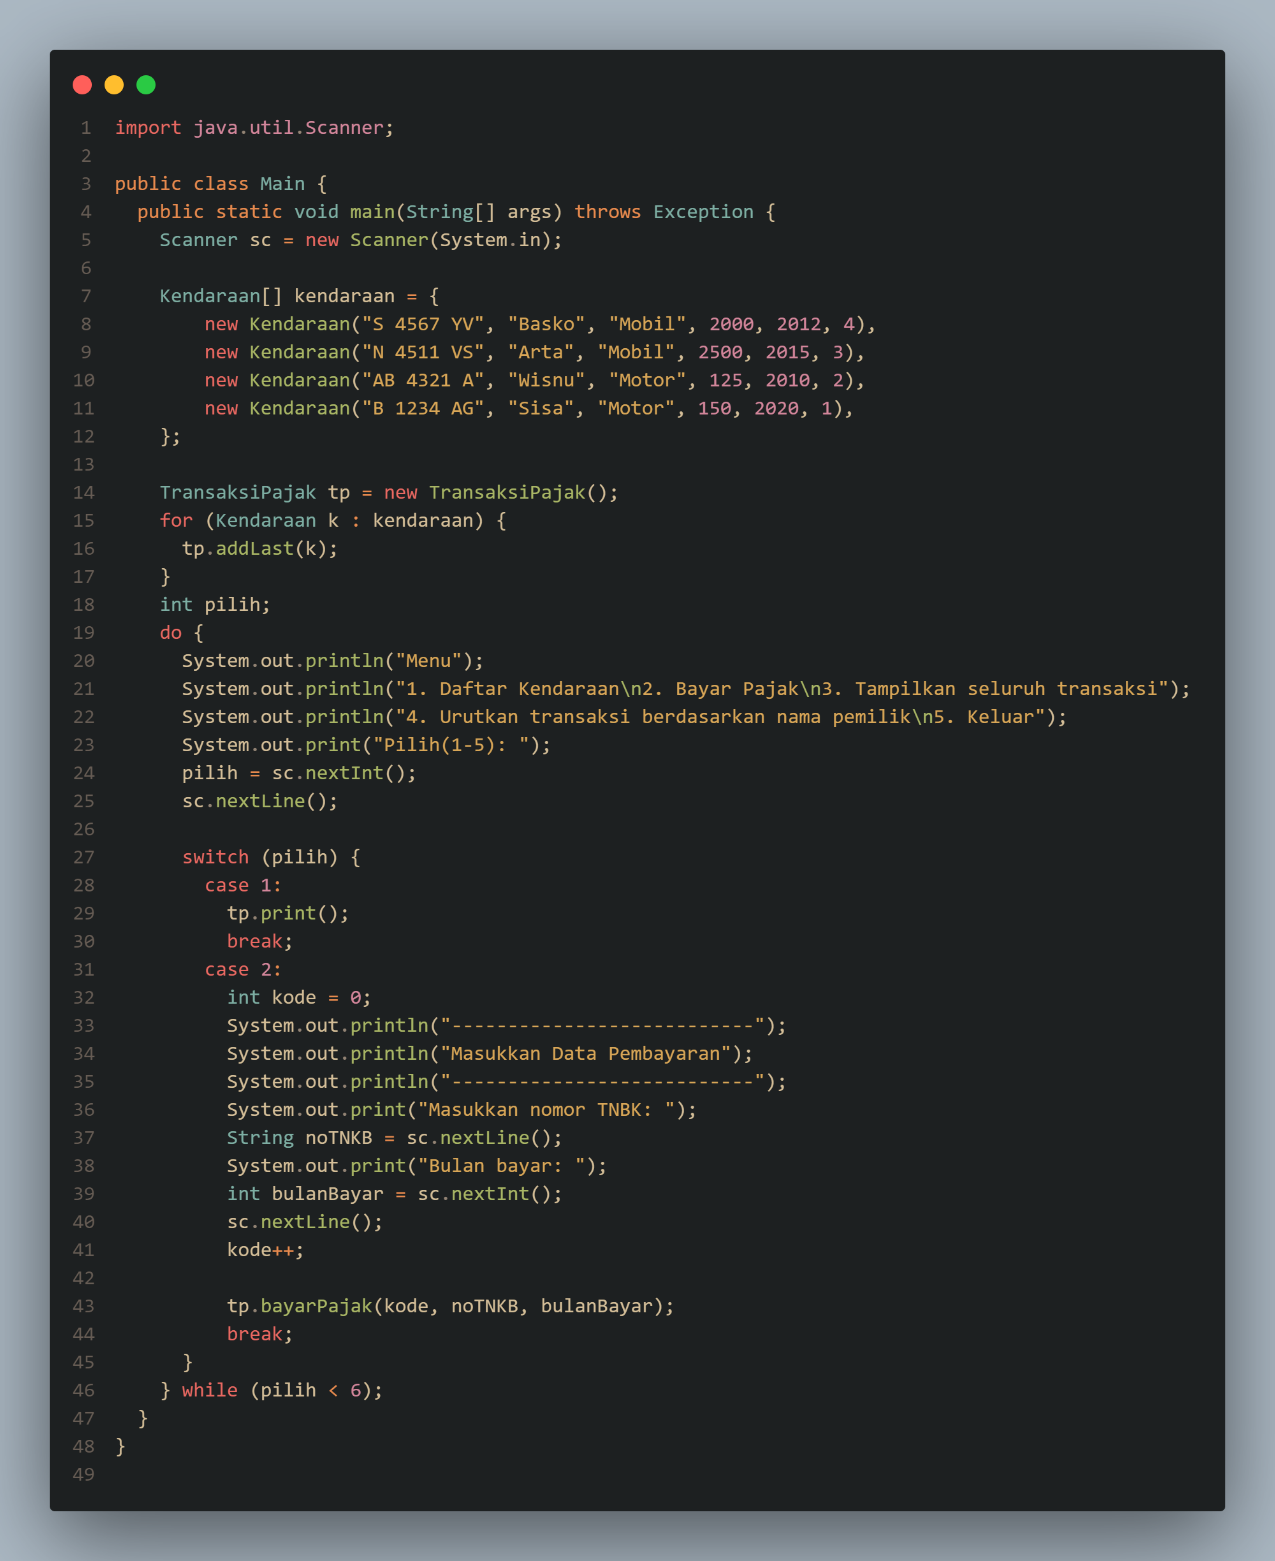 1 import java.util.Scanner;
2
3 public class Main {
4   public static void main(String[] args) throws Exception {
5     Scanner sc = new Scanner(System.in);
6
7     Kendaraan[] kendaraan = {
8         new Kendaraan("S 4567 YV", "Basko", "Mobil", 2000, 2012, 4),
9         new Kendaraan("N 4511 VS", "Arta", "Mobil", 2500, 2015, 3),
10         new Kendaraan("AB 4321 A", "Wisnu", "Motor", 125, 2010, 2),
11         new Kendaraan("B 1234 AG", "Sisa", "Motor", 150, 2020, 1),
12     };
13
14     TransaksiPajak tp = new TransaksiPajak();
15     for (Kendaraan k : kendaraan) {
16       tp.addLast(k);
17     }
18     int pilih;
19     do {
20       System.out.println("Menu");
21       System.out.println("1. Daftar Kendaraan\n2. Bayar Pajak\n3. Tampilkan seluruh transaksi");
22       System.out.println("4. Urutkan transaksi berdasarkan nama pemilik\n5. Keluar");
23       System.out.print("Pilih(1-5): ");
24       pilih = sc.nextInt();
25       sc.nextLine();
26
27       switch (pilih) {
28         case 1:
29           tp.print();
30           break;
31         case 2:
32           int kode = 0;
33           System.out.println("---------------------------");
34           System.out.println("Masukkan Data Pembayaran");
35           System.out.println("---------------------------");
36           System.out.print("Masukkan nomor TNBK: ");
37           String noTNKB = sc.nextLine();
38           System.out.print("Bulan bayar: ");
39           int bulanBayar = sc.nextInt();
40           sc.nextLine();
41           kode++;
42
43           tp.bayarPajak(kode, noTNKB, bulanBayar);
44           break;
45       }
46     } while (pilih < 6);
47   }
48 }
49